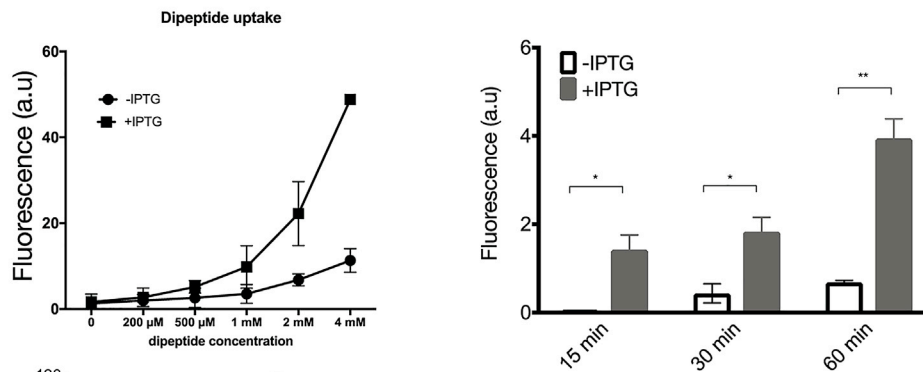 Dipeptide uptake
Fluorescence (a.u)
60
40
20
0
-IPTG
+IPTG
0 200 µM 500 µM 1 mM 2 mM 4 mM
dipeptide concentration
Fluorescence (a.u)
6
4
2
0
-IPTG
+IPTG
* * **
15 min 30 min 60 min